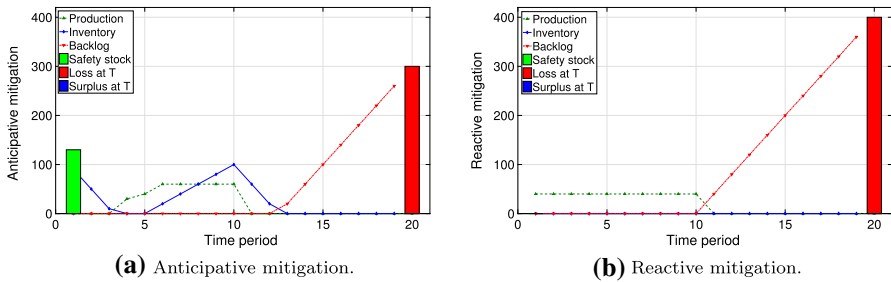 400
300
200
100
0
Anticipative mitigation
Production
Inventory
Backlog
Safety stock
Loss at T
Surplus at T
0 5 10 15 20
Time period
(a) Anticipative mitigation.
400
300
200
100
0
Reactive mitigation
Production
Inventory
Backlog
Safety stock
Loss at T
Surplus at T
0 5 10 15 20
Time period
(b) Reactive mitigation.